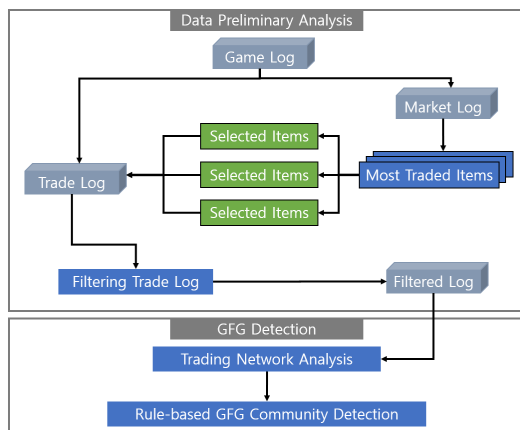 Data Preliminary Analysis
Game Log
Market Log
Selected Items
Trade Log
Selected Items
Most Traded Items
Selected Items
Filtering Trade Log
Filtered Log
GFG Detection
Trading Network Analysis
Rule-based GFG Community Detection